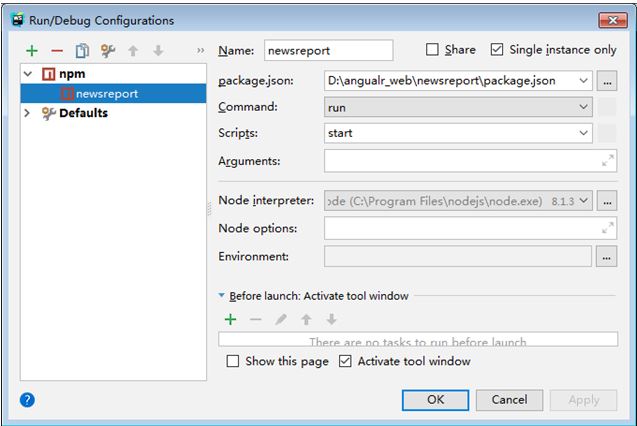 WS Run/Debug Configurations
Name: newsreport Share Single instance only
npm
newsreport
Defaults
package.json: D:\angualr_web\newsreport\package.json ...
Command: run
Scripts: start
Arguments:
Node interpreter: ode (C:\Program Files\nodejs\node.exe) 8.1.3 ...
Node options:
Environment: ...
Before launch: Activate tool window
There are no tasks to run before launch
Show this page Activate tool window
? OK Cancel Apply